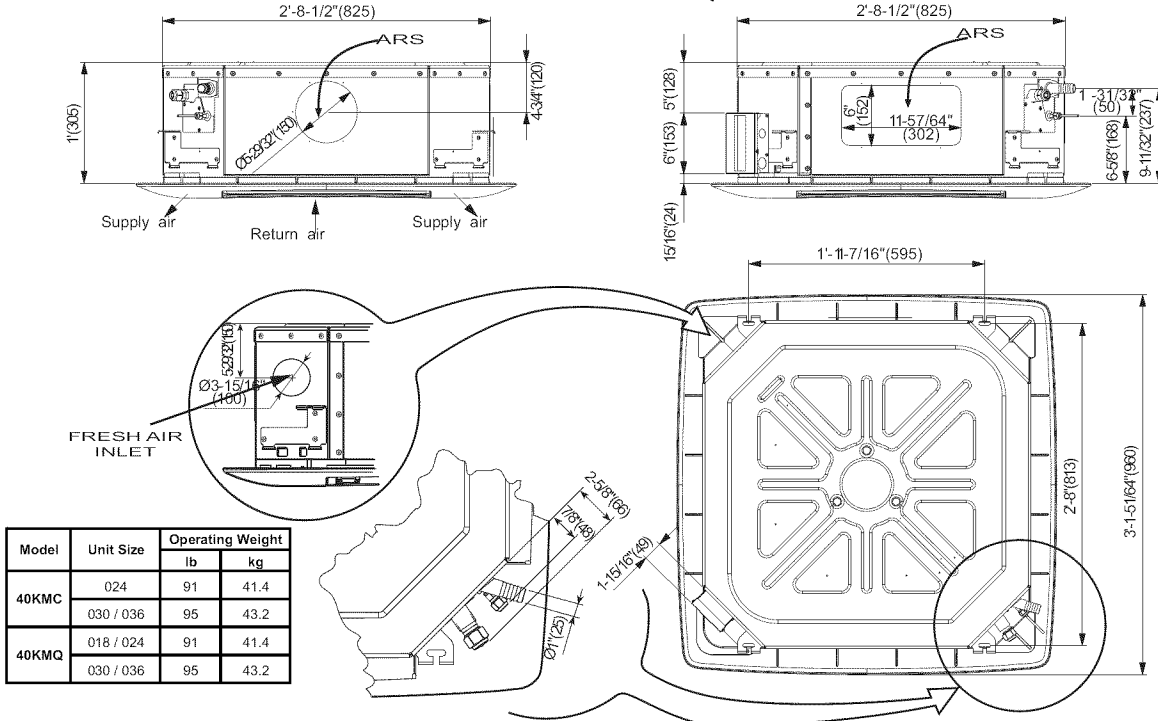 2'-8-1/2"(825)
ARS
1"(305)
4-3/4"(120)
Ø5-29/32"(150)
Supply air
Return air
Supply air
2'-8-1/2"(825)
ARS
5"(128)
6"(153)
15/16"(24)
6"
(152)
11-57/64"
(302)
1 -31/32"
(50)
6-5/8"(168)
9-11/32"(237)
1'-11-7/16"(595)
2'-8"(813)
3'-1-51/64"(960)
Ø3-15/16"
(100)
FRESH AIR
INLET
2-5/8"(66)
7/8"(48)
1-15/16"(49)
Ø1"(25)
Model Unit Size Operating Weight
lb kg
40KMC 024 91 41.4
030 / 036 95 43.2
40KMQ 018 / 024 91 41.4
030 / 036 95 43.2